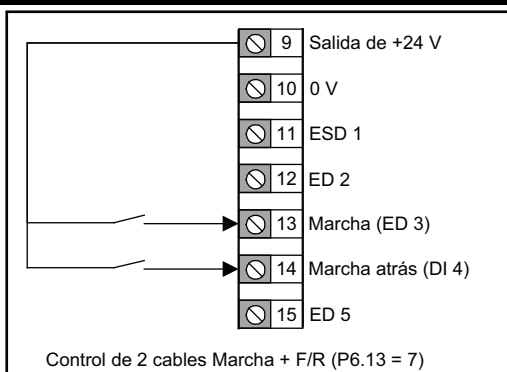 9 Salida de +24 V
10 0 V
11 ESD 1
12 ED 2
13 Marcha (ED 3)
14 Marcha atrás (DI 4)
15 ED 5
Control de 2 cables Marcha + F/R (P6.13 = 7)